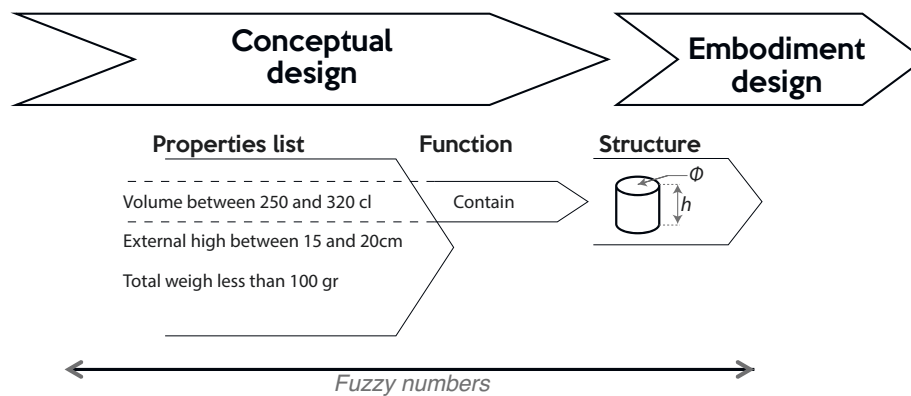 Conceptual
design
Embodiment
design
Properties list
Function
Structure
Volume between 250 and 320 cl
Contain
Φ
h
External high between 15 and 20cm
Total weigh less than 100 gr
Fuzzy numbers